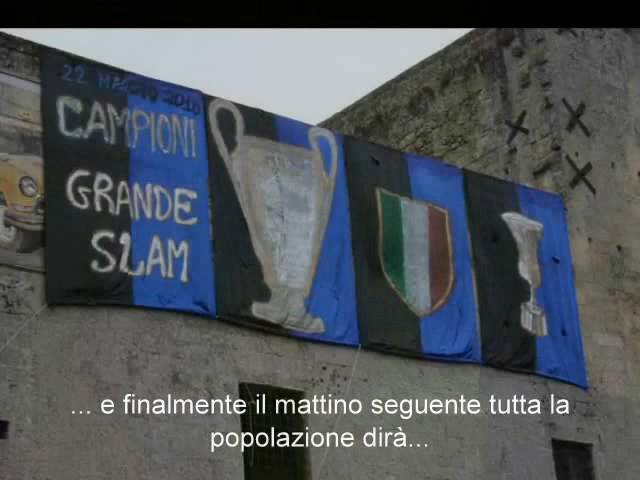 22 MAGGIO 2010
CAMPIONI
GRANDE
SLAM
... e finalmente il mattino seguente tutta la
popolazione dirà...